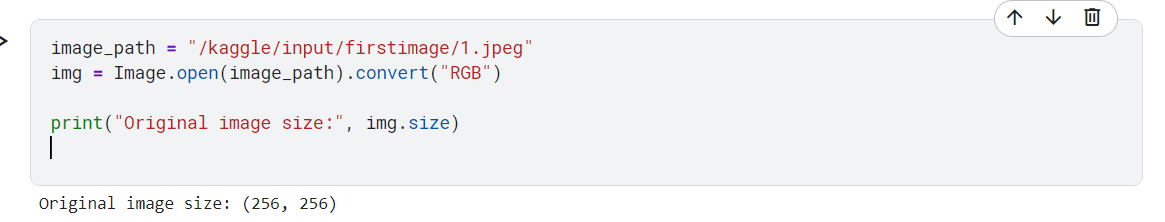 image_path = "/kaggle/input/firstimage/1.jpeg"
img = Image.open(image_path).convert("RGB")
print("Original image size:", img.size)
Original image size: (256, 256)